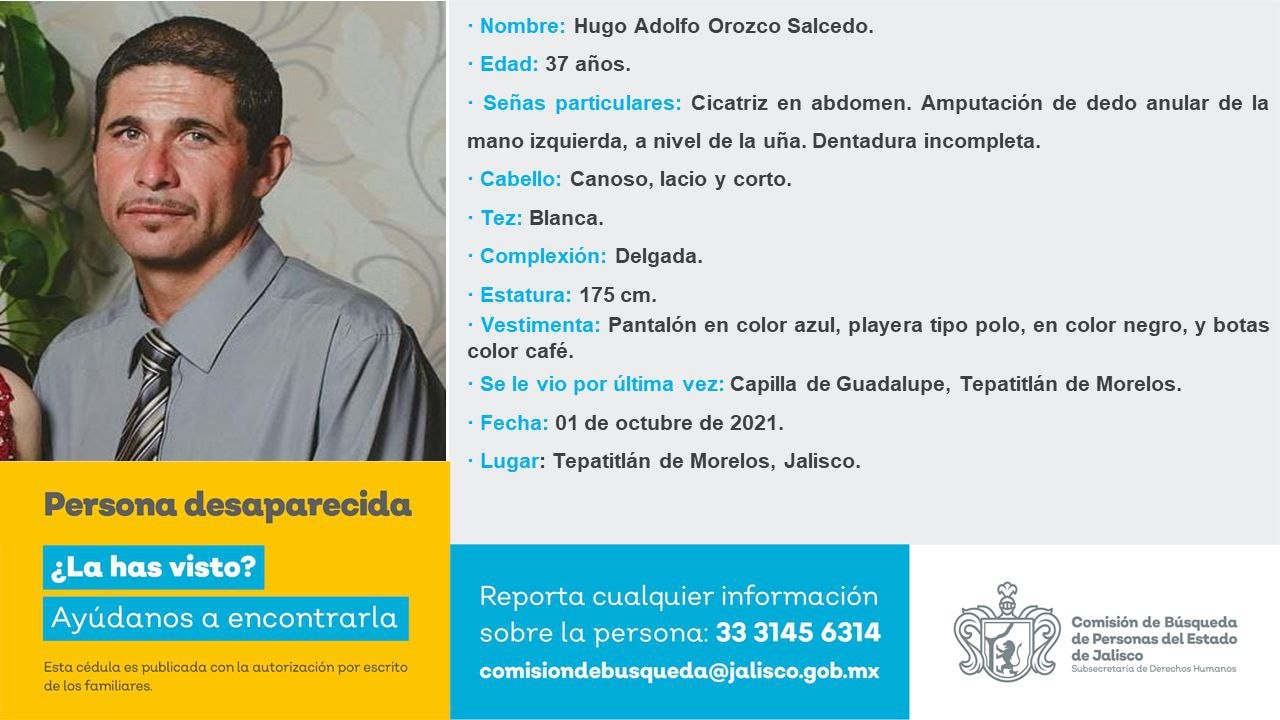 · Nombre: Hugo Adolfo Orozco Salcedo.
· Edad: 37 años.
· Señas particulares: Cicatriz en abdomen. Amputación de dedo anular de la
mano izquierda, a nivel de la uña. Dentadura incompleta.
· Cabello: Canoso, lacio y corto.
· Tez: Blanca.
· Complexión: Delgada.
· Estatura: 175 cm.
· Vestimenta: Pantalón en color azul, playera tipo polo, en color negro, y botas
color café.
· Se le vio por última vez: Capilla de Guadalupe, Tepatitlán de Morelos.
· Fecha: 01 de octubre de 2021.
· Lugar: Tepatitlán de Morelos, Jalisco.
Persona desaparecida
¿La has visto?
Ayúdanos a encontrarla
Esta cédula es publicada con la autorización por escrito
de los familiares.
Reporta cualquier información
sobre la persona: 33 3145 6314
comisiondebusqueda@jalisco.gob.mx
Comisión de Búsqueda
de Personas del Estado
de Jalisco
Subsecretaría de Derechos Humanos